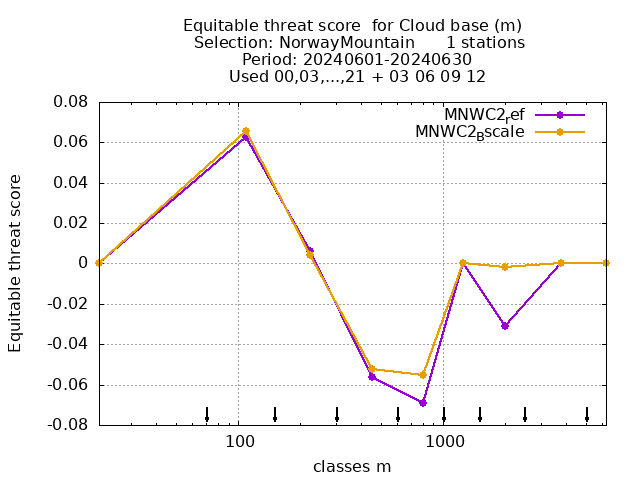 Equitable threat score  for Cloud base (m)
Selection: NorwayMountain      1 stations
Period: 20240601-20240630
Used 00,03,...,21 + 03 06 09 12
MNWC2ref
MNWC2Bscale
Equitable threat score
0.08
0.06
0.04
0.02
0
-0.02
-0.04
-0.06
-0.08
100 1000
classes m